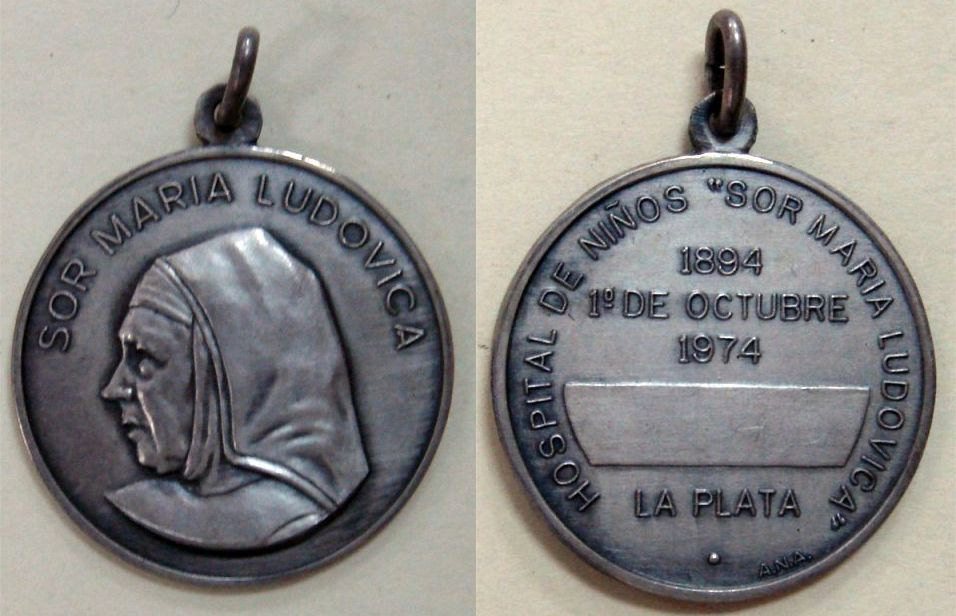 SOR MARIA LUDOVICA
HOSPITAL DE NIÑOS "SOR MARIA LUDOVICA"
1894
1º DE OCTUBRE
1974
LA PLATA
A.N.A.